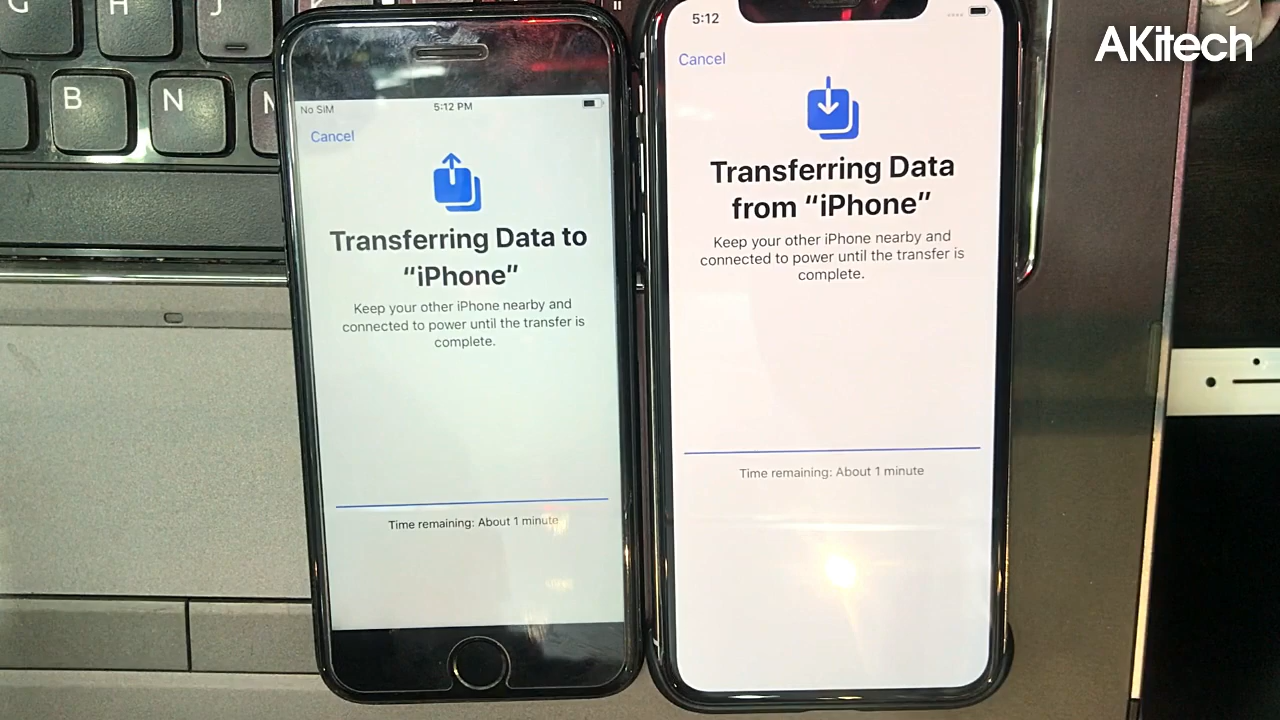 G H J
B N M
No SIM 5:12 PM
Cancel
Transferring Data to
“iPhone”
Keep your other iPhone nearby and
connected to power until the transfer is
complete.
Time remaining: About 1 minute
5:12
Cancel
Transferring Data
from “iPhone”
Keep your other iPhone nearby and
connected to power until the transfer is
complete.
Time remaining: About 1 minute
AKitech